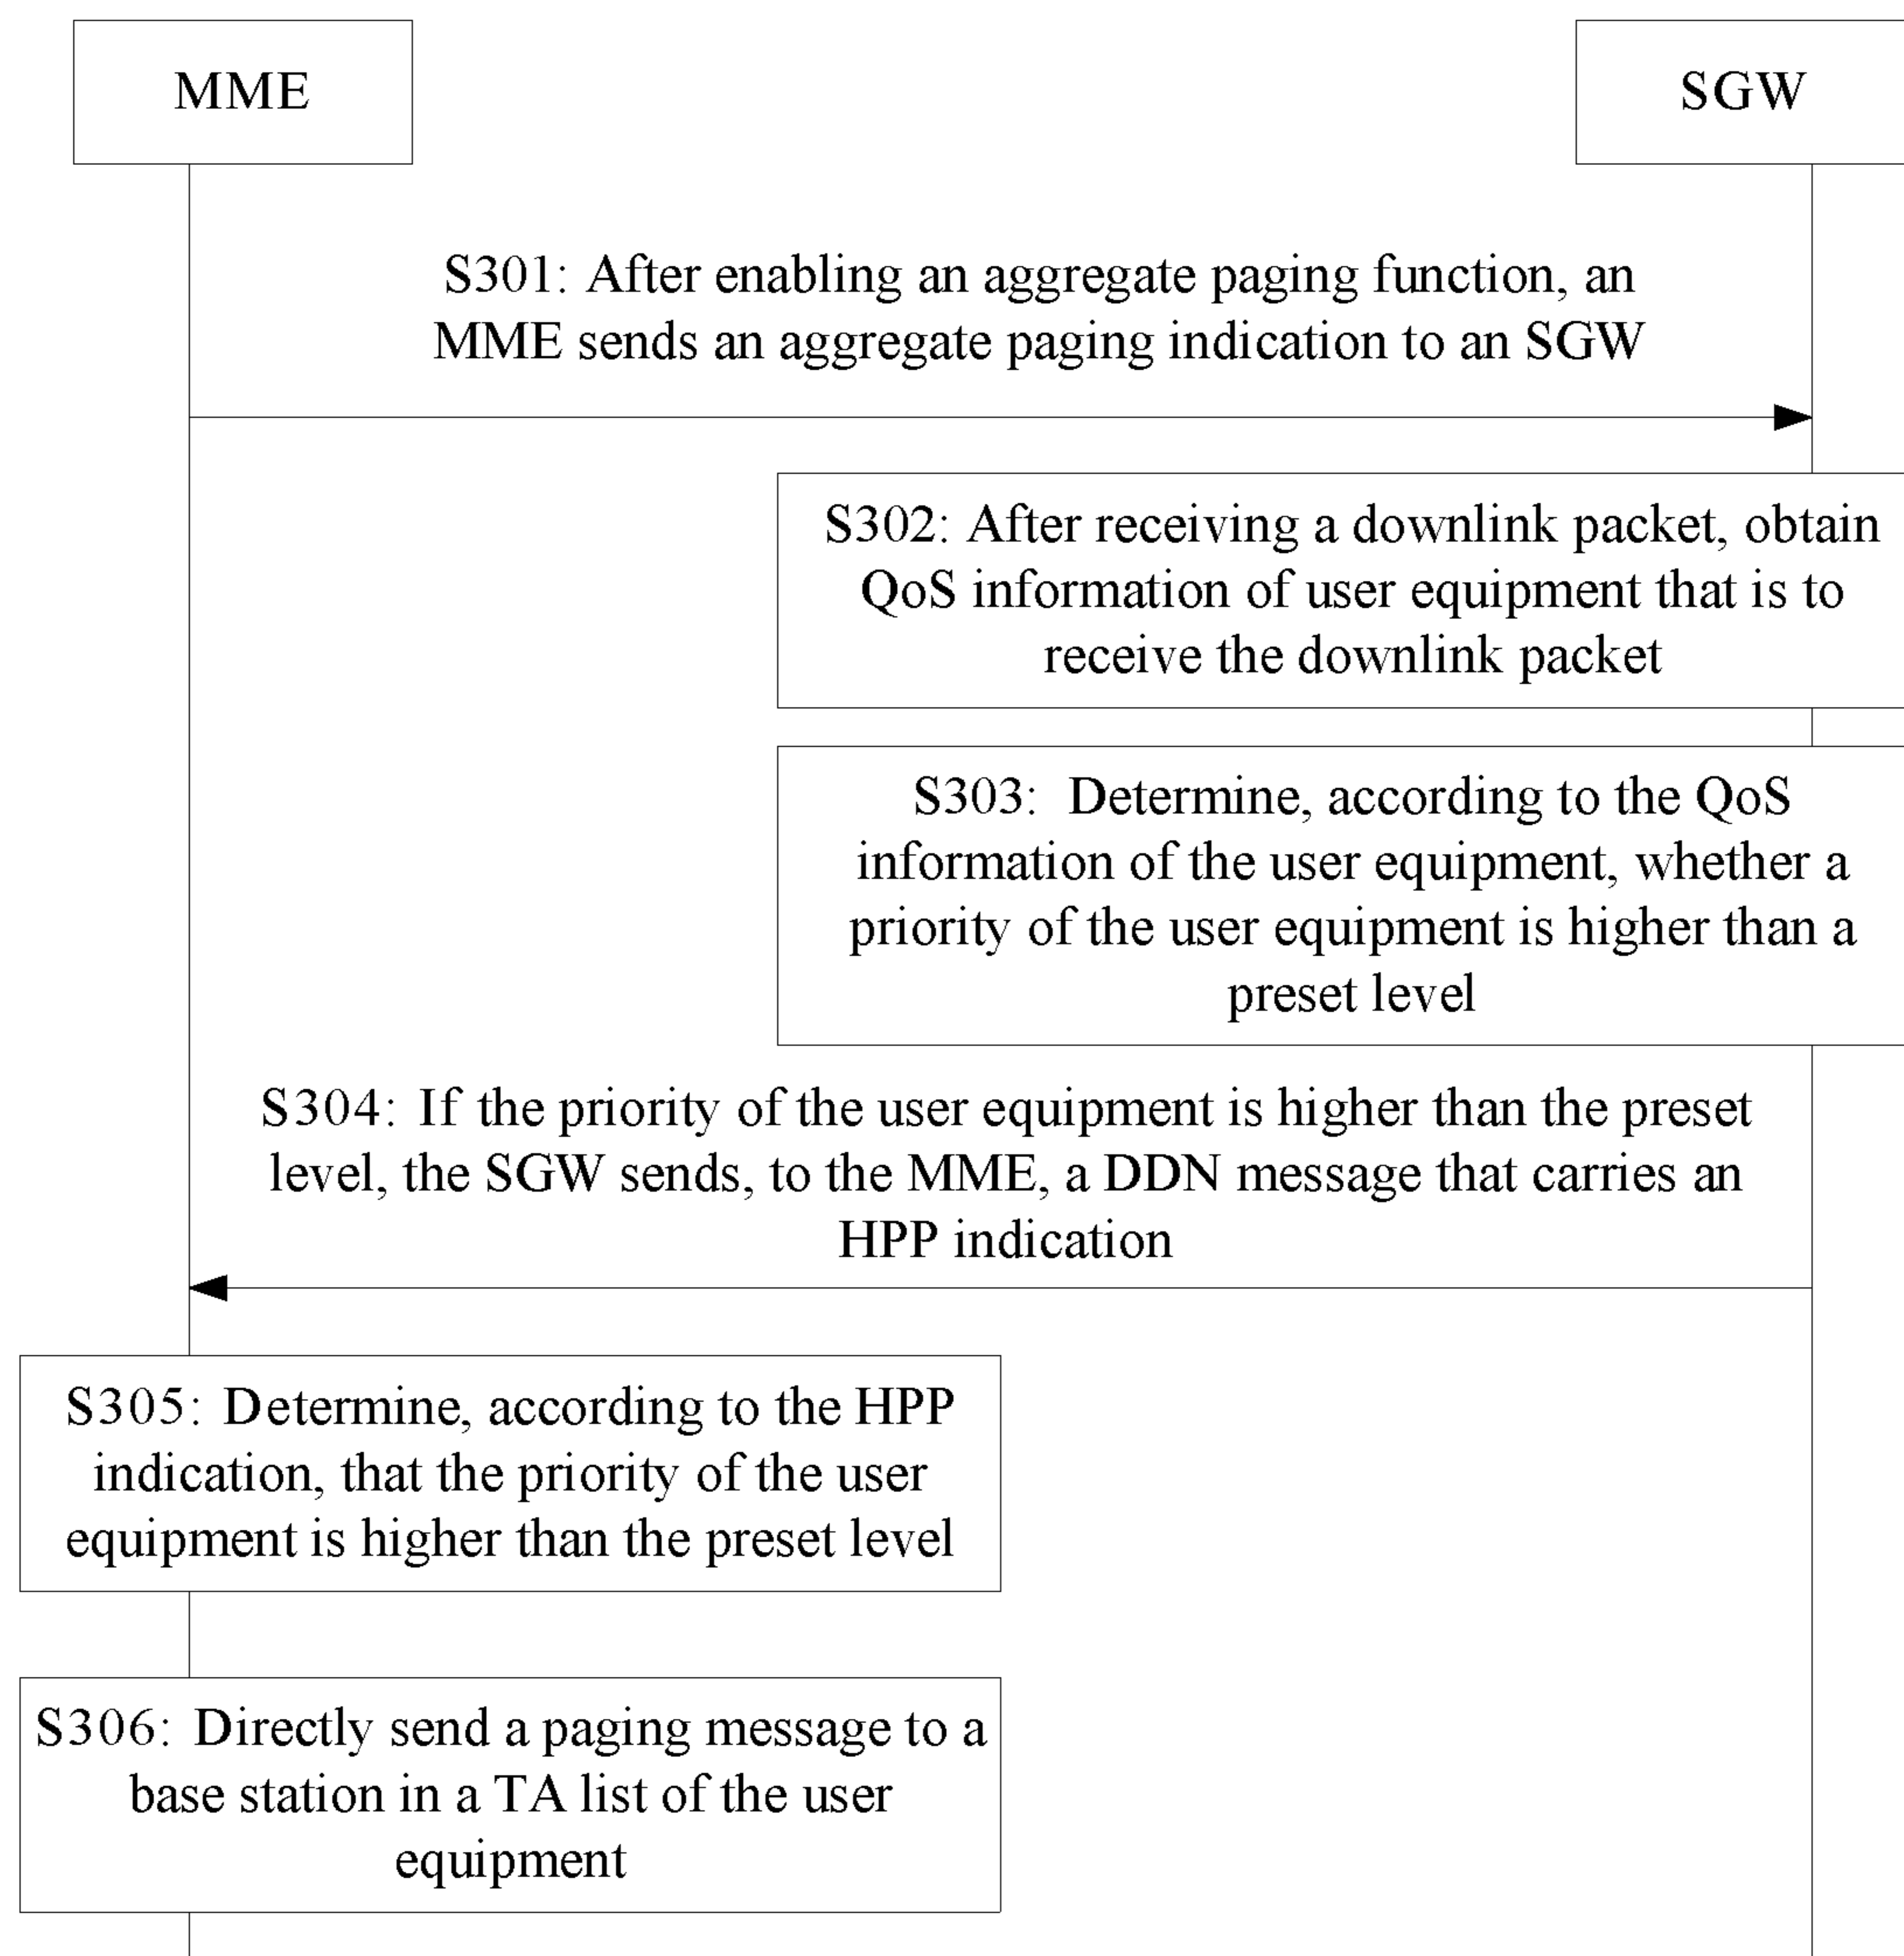 MME
SGW
S301: After enabling an aggregate paging function, an
MME sends an aggregate paging indication to an SGW
S302: After receiving a downlink packet, obtain
QoS information of user equipment that is to
receive the downlink packet
S303: Determine, according to the QoS
information of the user equipment, whether a
priority of the user equipment is higher than a
preset level
S304: If the priority of the user equipment is higher than the preset
level, the SGW sends, to the MME, a DDN message that carries an
HPP indication
S305: Determine, according to the HPP
indication, that the priority of the user
equipment is higher than the preset level
S306: Directly send a paging message to a
base station in a TA list of the user
equipment